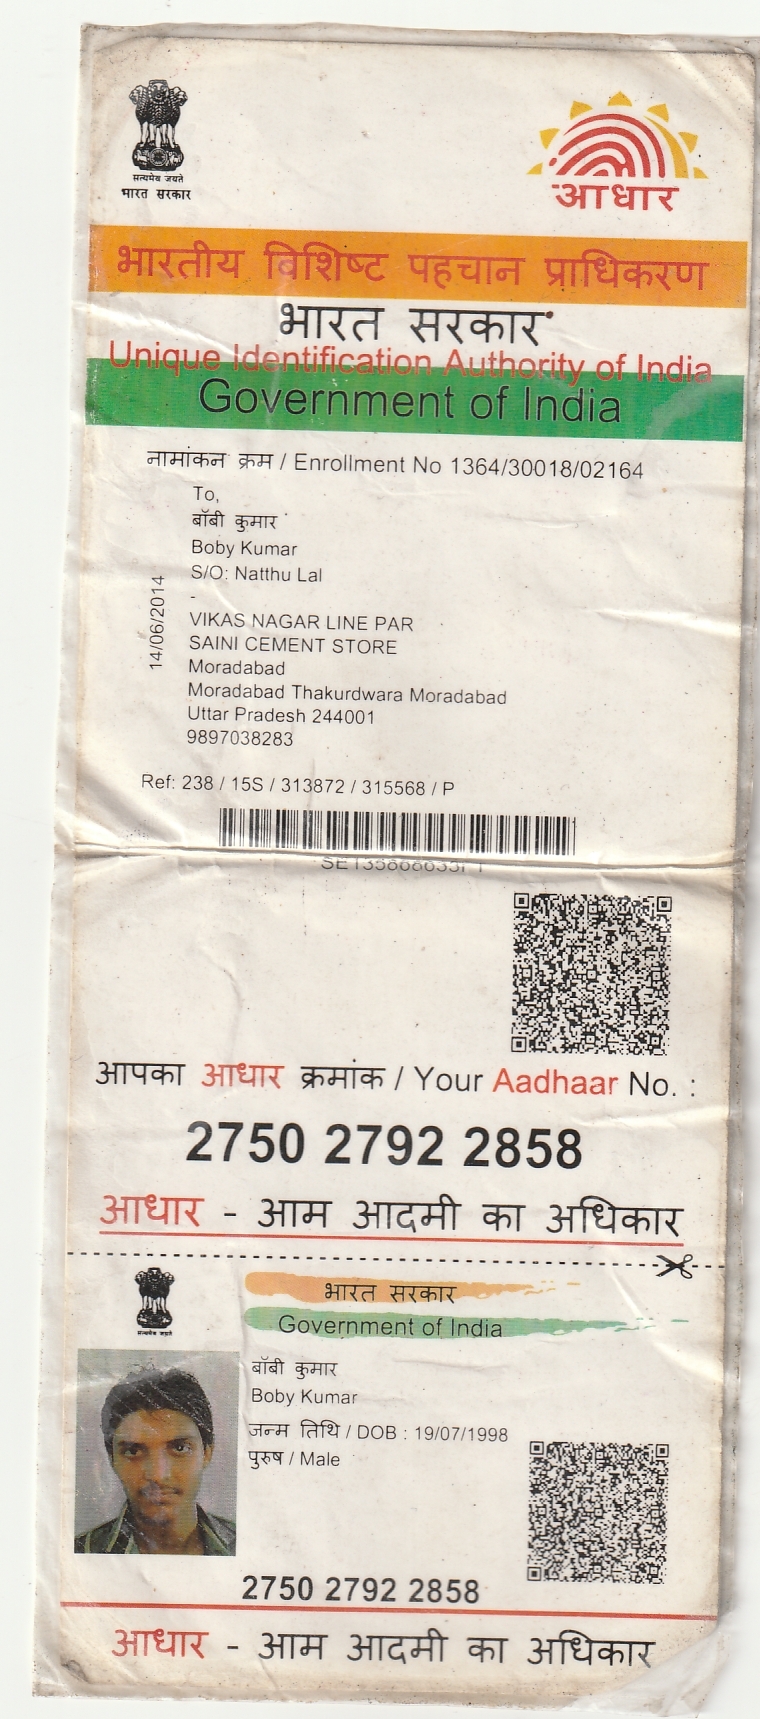 सत्यमेव जयते
भारत सरकार
आधार
भारतीय विशिष्ट पहचान प्राधिकरण
भारत सरकार
Unique Identification Authority of India
Government of India
नामांकन क्रम / Enrollment No 1364/30018/02164
To,
बॉबी कुमार
Boby Kumar
S/O: Natthu Lal
-
VIKAS NAGAR LINE PAR
SAINI CEMENT STORE
Moradabad
Moradabad Thakurdwara Moradabad
Uttar Pradesh 244001
9897038283
14/06/2014
Ref: 238 / 15S / 313872 / 315568 / P
आपका आधार क्रमांक / Your Aadhaar No. :
2750 2792 2858
आधार - आम आदमी का अधिकार
सत्यमेव जयते
भारत सरकार
Government of India
बॉबी कुमार
Boby Kumar
जन्म तिथि / DOB : 19/07/1998
पुरुष / Male
2750 2792 2858
आधार - आम आदमी का अधिकार